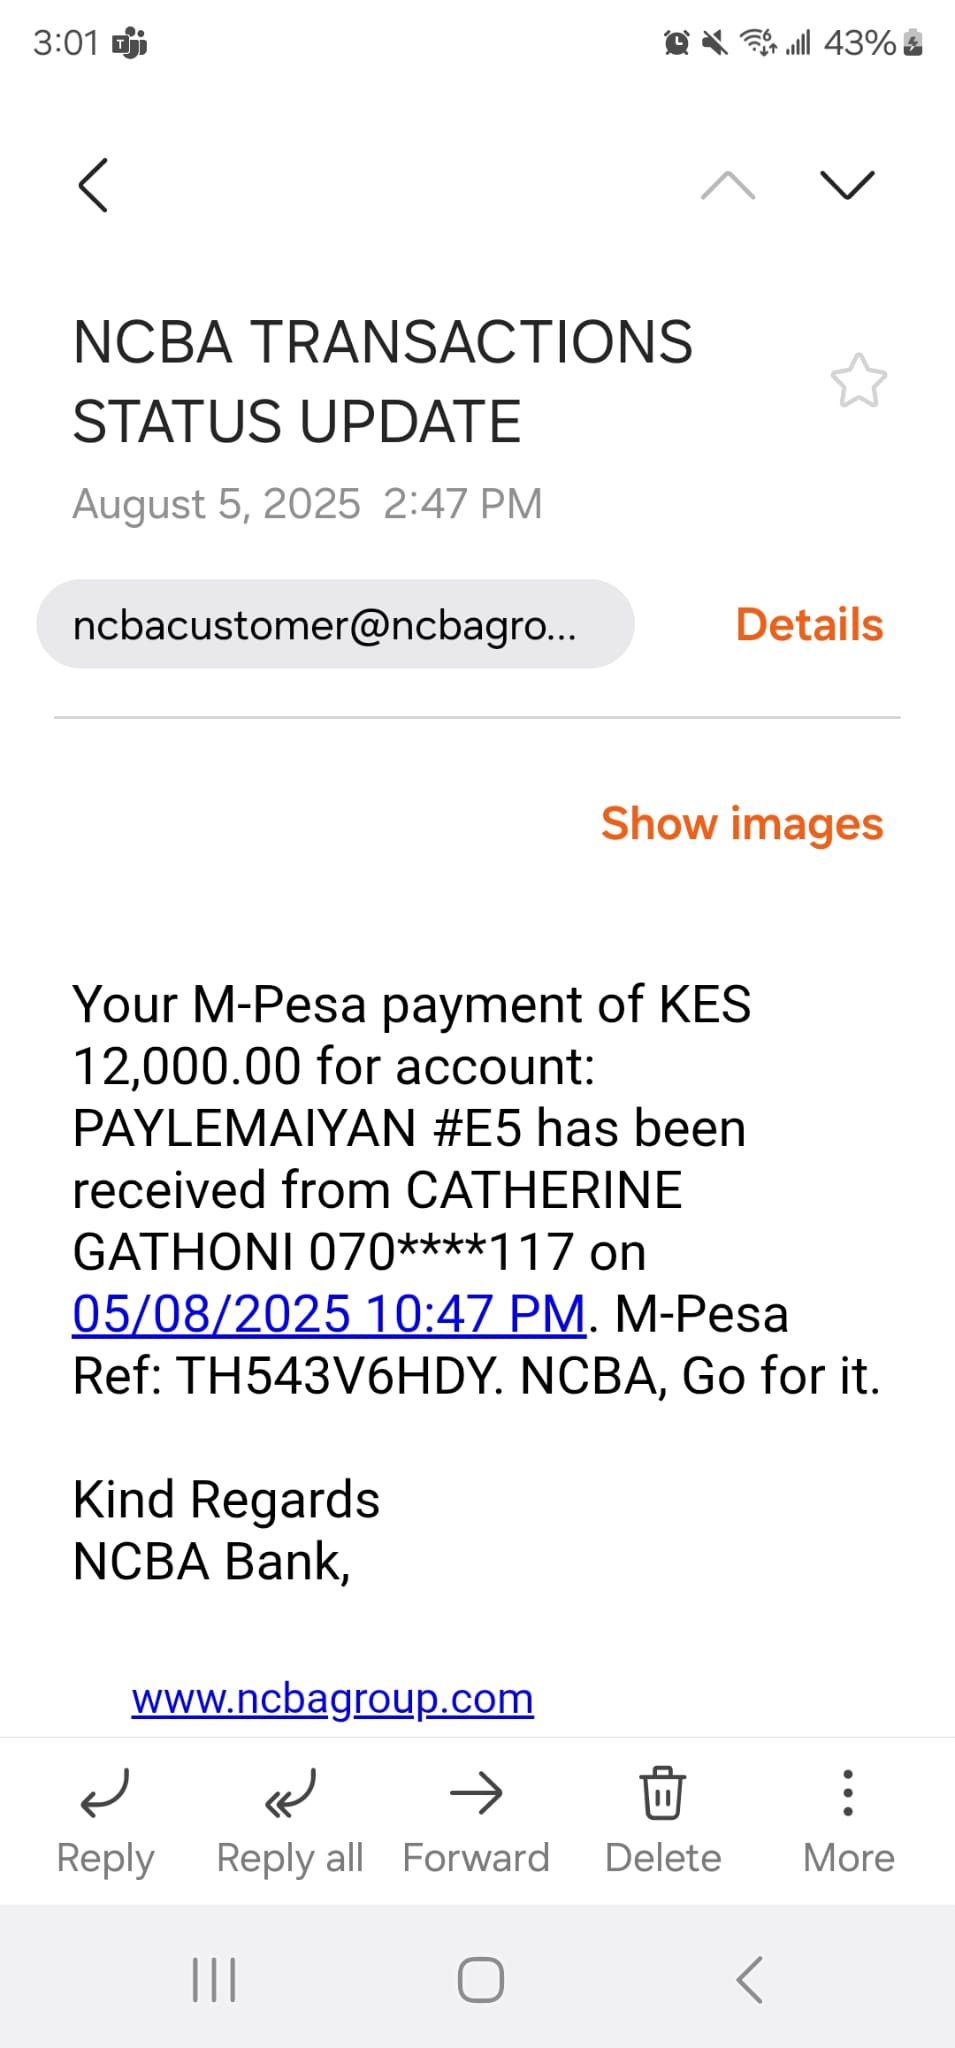 3:01 43%
NCBA TRANSACTIONS
STATUS UPDATE
August 5, 2025 2:47 PM
ncbacustomer@ncbagro... Details
Show images
Your M-Pesa payment of KES
12,000.00 for account:
PAYLEMAIYAN #E5 has been
received from CATHERINE
GATHONI 070****117 on
05/08/2025 10:47 PM. M-Pesa
Ref: TH543V6HDY. NCBA, Go for it.
Kind Regards
NCBA Bank,
www.ncbagroup.com
Reply Reply all Forward Delete More